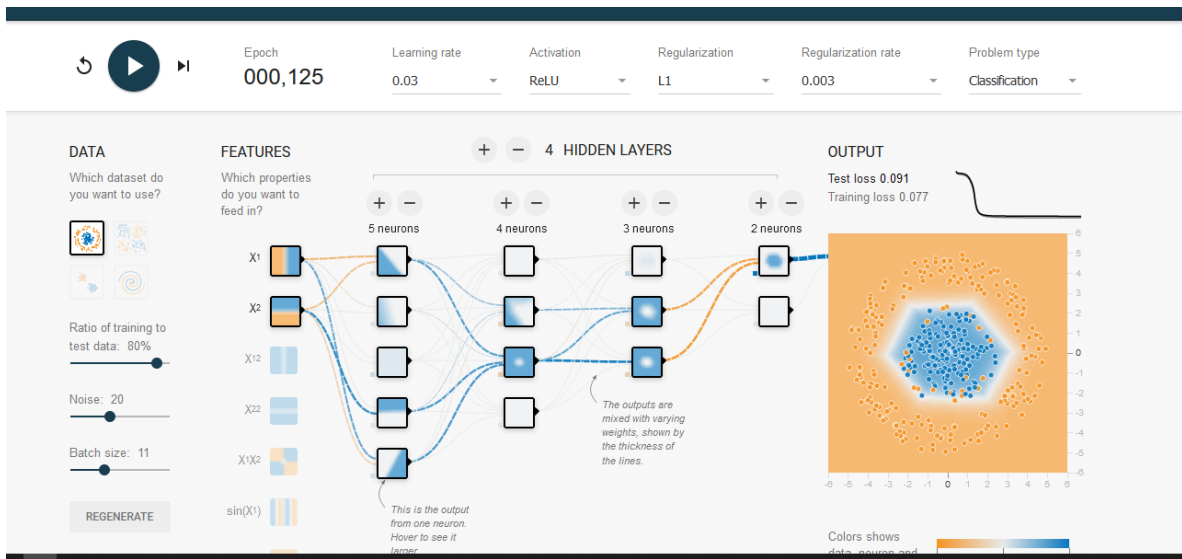 Epoch
000,125
Learning rate
0.03
Activation
ReLU
Regularization
L1
Regularization rate
0.003
Problem type
Classification
DATA
Which dataset do
you want to use?
Ratio of training to
test data: 80%
Noise: 20
Batch size: 11
REGENERATE
FEATURES
Which properties
do you want to
feed in?
X1
X2
X12
X22
X1X2
sin(X1)
+ − 4 HIDDEN LAYERS
+ −
5 neurons
+ −
4 neurons
+ −
3 neurons
+ −
2 neurons
The outputs are
mixed with varying
weights, shown by
the thickness of
the lines.
This is the output
from one neuron.
Hover to see it
larger.
OUTPUT
Test loss 0.091
Training loss 0.077
6
5
4
3
2
1
0
-1
-2
-3
-4
-5
-6
-6 -5 -4 -3 -2 -1 0 1 2 3 4 5 6
Colors shows
data, neuron and